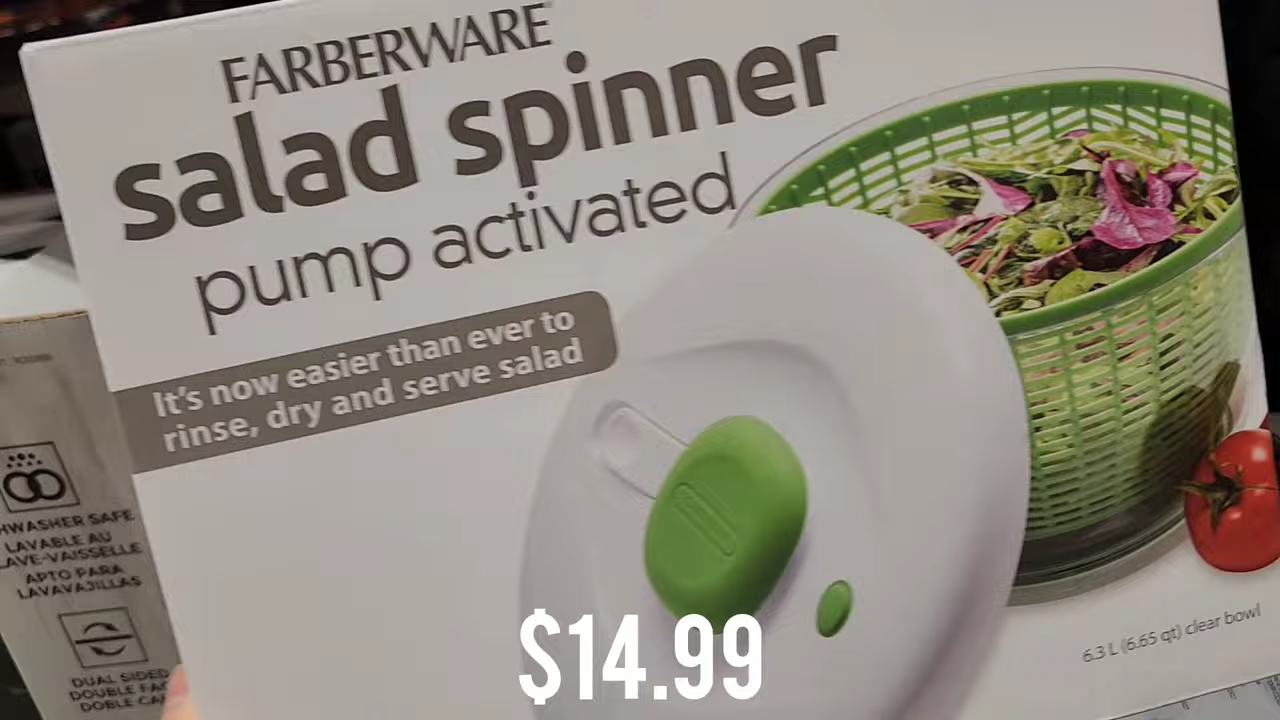 FARBERWARE
salad spinner
pump activated
It's now easier than ever to
rinse, dry and serve salad
HWASHER SAFE
LAVABLE AU
LAVE-VAISSELLE
APTO PARA
LAVAVAJILLAS
DUAL SIDED
DOUBLE FA
DOBLE CA
6.3 L (6.65 qt) clear bowl
$14.99